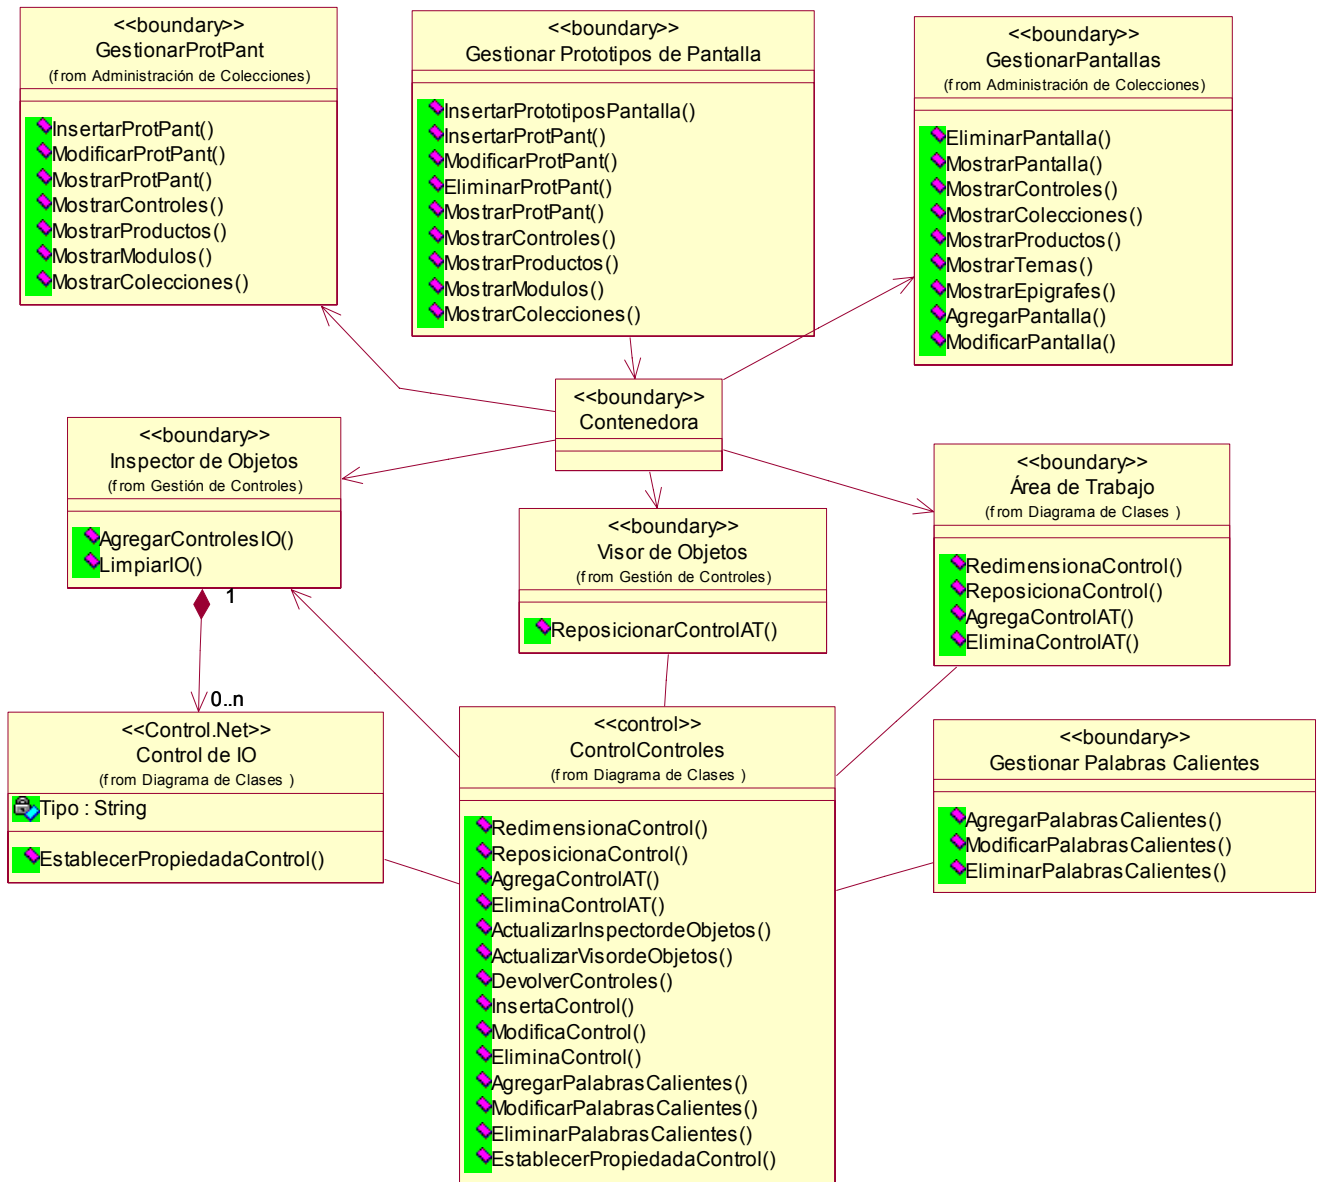 <<boundary>>
GestionarProtPant
(from Administración de Colecciones)
InsertarProtPant()
ModificarProtPant()
MostrarProtPant()
MostrarControles()
MostrarProductos()
MostrarModulos()
MostrarColecciones()
<<boundary>>
Gestionar Prototipos de Pantalla
InsertarPrototiposPantalla()
InsertarProtPant()
ModificarProtPant()
EliminarProtPant()
MostrarProtPant()
MostrarControles()
MostrarProductos()
MostrarModulos()
MostrarColecciones()
<<boundary>>
GestionarPantallas
(from Administración de Colecciones)
EliminarPantalla()
MostrarPantalla()
MostrarControles()
MostrarColecciones()
MostrarProductos()
MostrarTemas()
MostrarEpigrafes()
AgregarPantalla()
ModificarPantalla()
<<boundary>>
Contenedora
<<boundary>>
Inspector de Objetos
(from Gestión de Controles)
AgregarControlesIO()
LimpiarIO()
1
0..n
<<boundary>>
Visor de Objetos
(from Gestión de Controles)
ReposicionarControlAT()
<<boundary>>
Área de Trabajo
(from Diagrama de Clases )
RedimensionaControl()
ReposicionaControl()
AgregaControlAT()
EliminaControlAT()
<<Control.Net>>
Control de IO
(from Diagrama de Clases )
Tipo : String
EstablecerPropiedadaControl()
<<control>>
ControlControles
(from Diagrama de Clases )
RedimensionaControl()
ReposicionaControl()
AgregaControlAT()
EliminaControlAT()
ActualizarInspectordeObjetos()
ActualizarVisordeObjetos()
DevolverControles()
InsertaControl()
ModificaControl()
EliminaControl()
AgregarPalabrasCalientes()
ModificarPalabrasCalientes()
EliminarPalabrasCalientes()
EstablecerPropiedadaControl()
<<boundary>>
Gestionar Palabras Calientes
AgregarPalabrasCalientes()
ModificarPalabrasCalientes()
EliminarPalabrasCalientes()